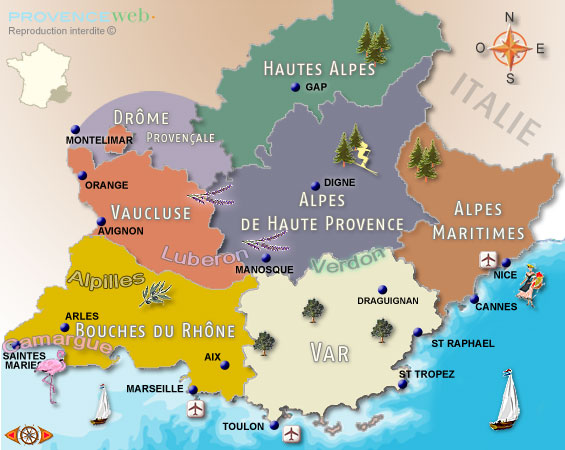 PROVENCEWEB
Reproduction interdite ©
N
O
E
S
ITALIE
HAUTES ALPES
GAP
DRÔME
PROVENÇALE
MONTELIMAR
ORANGE
VAUCLUSE
AVIGNON
DIGNE
ALPES
DE HAUTE PROVENCE
ALPES
MARITIMES
Luberon
MANOSQUE
Verdon
NICE
CANNES
Alpilles
DRAGUIGNAN
ARLES
BOUCHES DU RHÔNE
Camargue
SAINTES
MARIES
AIX
VAR
ST RAPHAEL
ST TROPEZ
MARSEILLE
TOULON